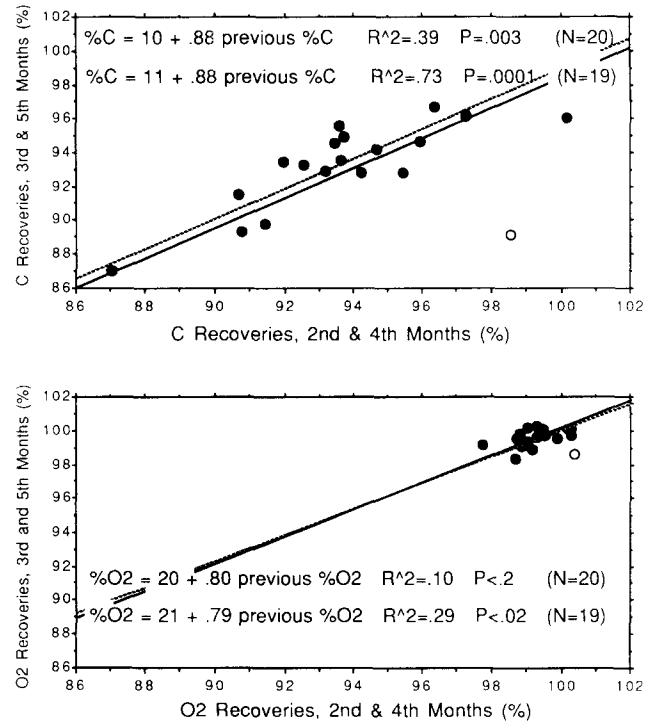 102
100
98
96
94
92
90
88
86
C Recoveries, 3rd & 5th Months (%)
%C = 10 + .88 previous %C R^2=.39 P=.003 (N=20)
%C = 11 + .88 previous %C R^2=.73 P=.0001 (N=19)
86 88 90 92 94 96 98 100 102
C Recoveries, 2nd & 4th Months (%)
102
100
98
96
94
92
90
88
86
O2 Recoveries, 3rd and 5th Months (%)
%O2 = 20 + .80 previous %O2 R^2=.10 P<.2 (N=20)
%O2 = 21 + .79 previous %O2 R^2=.29 P<.02 (N=19)
86 88 90 92 94 96 98 100 102
O2 Recoveries, 2nd & 4th Months (%)